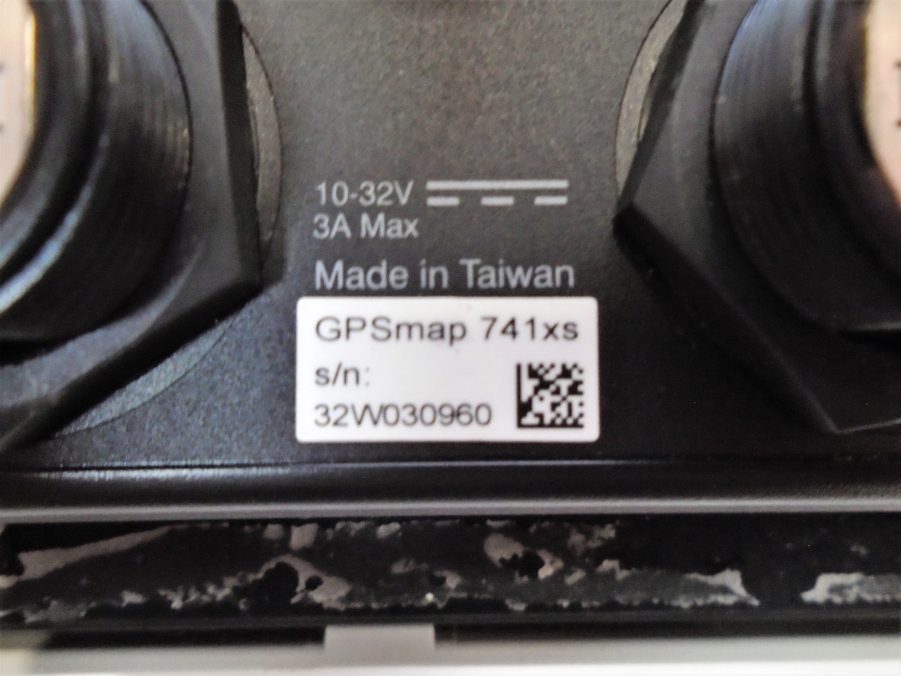 10-32V
3A Max
Made in Taiwan
GPSmap 741xs
s/n:
32W030960